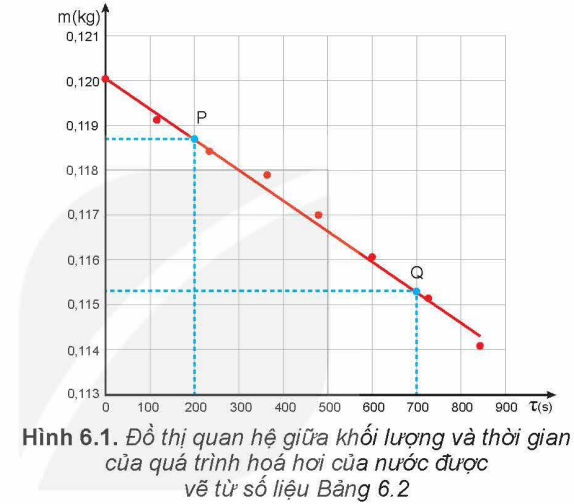 m(kg)
0,121
0,120
0,119
0,118
0,117
0,116
0,115
0,114
0,113
P
Q
0 100 200 300 400 500 600 700 800 900 τ(s)
Hình 6.1. Đồ thị quan hệ giữa khối lượng và thời gian
của quá trình hoá hơi của nước được
vẽ từ số liệu Bảng 6.2